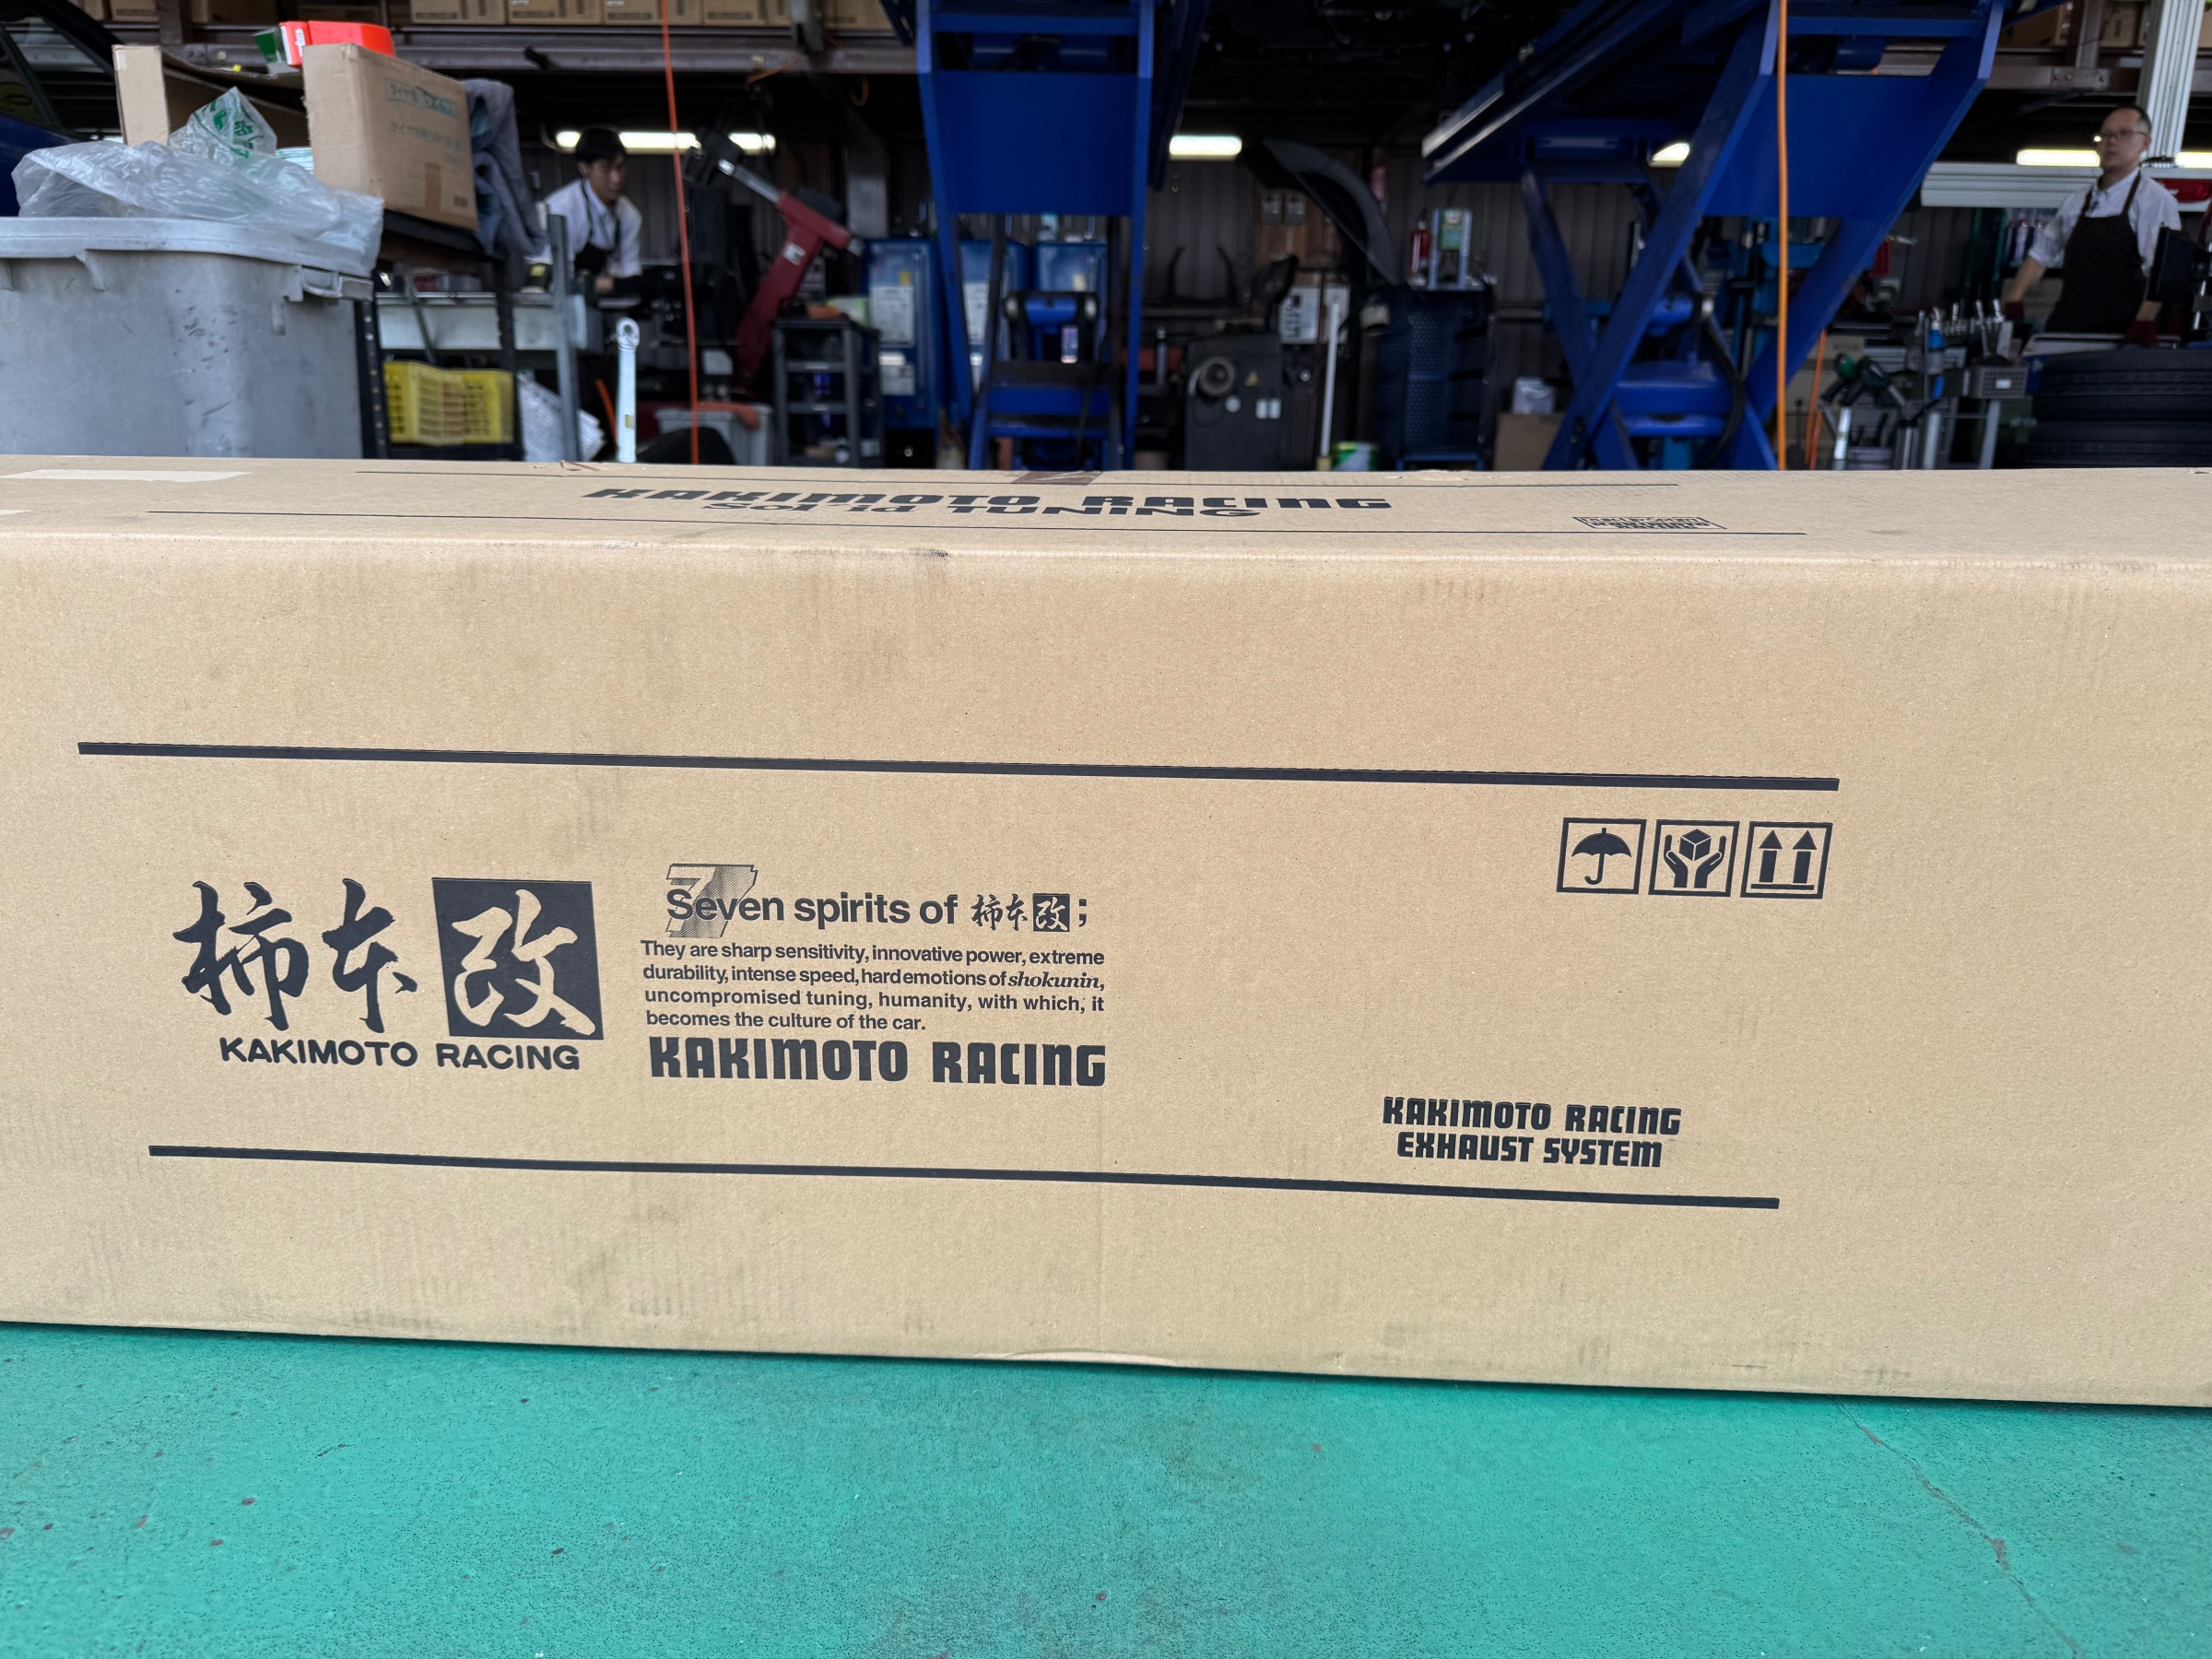 KAKIMOTO RACING
Sol'id TUNING
柿本改
KAKIMOTO RACING
7
Seven spirits of 柿本改;
They are sharp sensitivity, innovative power, extreme
durability, intense speed, hard emotions of shokunin,
uncompromised tuning, humanity, with which, it
becomes the culture of the car.
KAKIMOTO RACING
KAKIMOTO RACING
EXHAUST SYSTEM